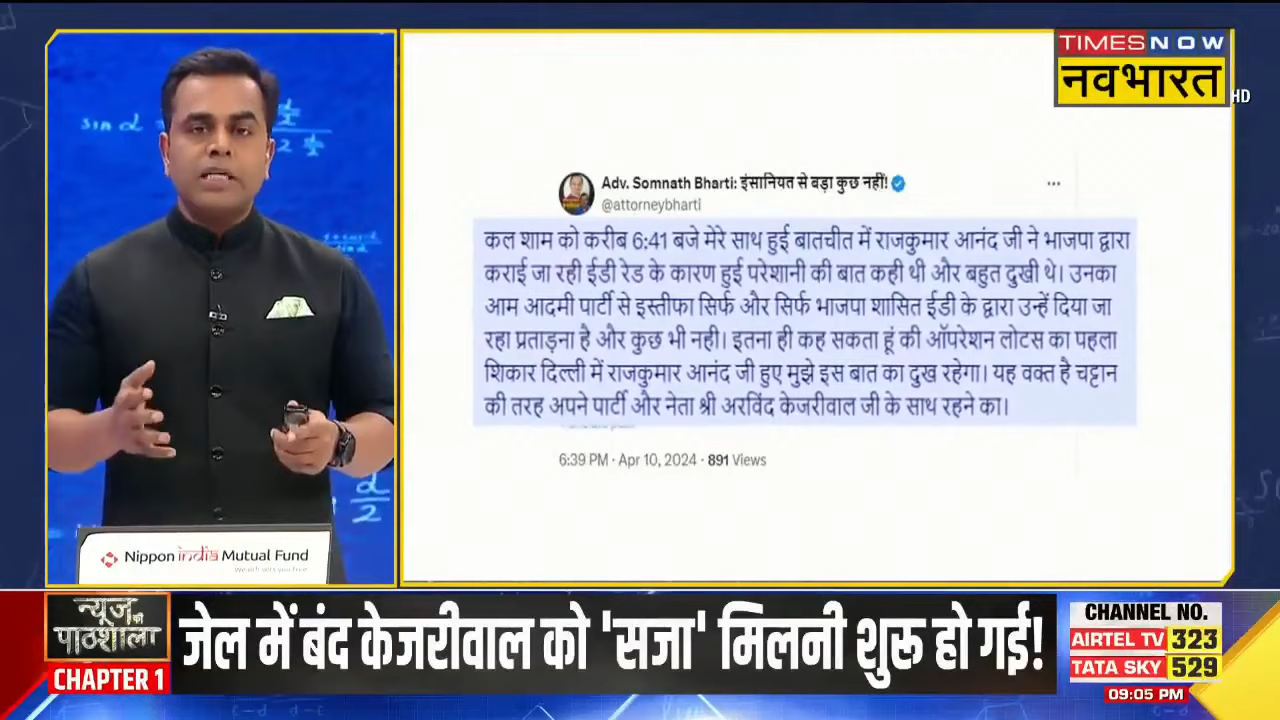 TIMES NOW
नवभारत
HD
sin α
Adv. Somnath Bharti: इंसानियत से बड़ा कुछ नहीं!
@attorneybharti
कल शाम को करीब 6:41 बजे मेरे साथ हुई बातचीत में राजकुमार आनंद जी ने भाजपा द्वारा
कराई जा रही ईडी रेड के कारण हुई परेशानी की बात कही थी और बहुत दुखी थे। उनका
आम आदमी पार्टी से इस्तीफा सिर्फ और सिर्फ भाजपा शासित ईडी के द्वारा उन्हें दिया जा
रहा प्रताड़ना है और कुछ भी नही। इतना ही कह सकता हूं की ऑपरेशन लोटस का पहला
शिकार दिल्ली में राजकुमार आनंद जी हुए मुझे इस बात का दुख रहेगा। यह वक्त है चट्टान
की तरह अपने पार्टी और नेता श्री अरविंद केजरीवाल जी के साथ रहने का।
6:39 PM · Apr 10, 2024 · 891 Views
Nippon india Mutual Fund
न्यूज़ की
पाठशाला
CHAPTER 1
जेल में बंद केजरीवाल को 'सजा' मिलनी शुरू हो गई!
CHANNEL NO.
AIRTEL TV 323
TATA SKY 529
09:05 PM